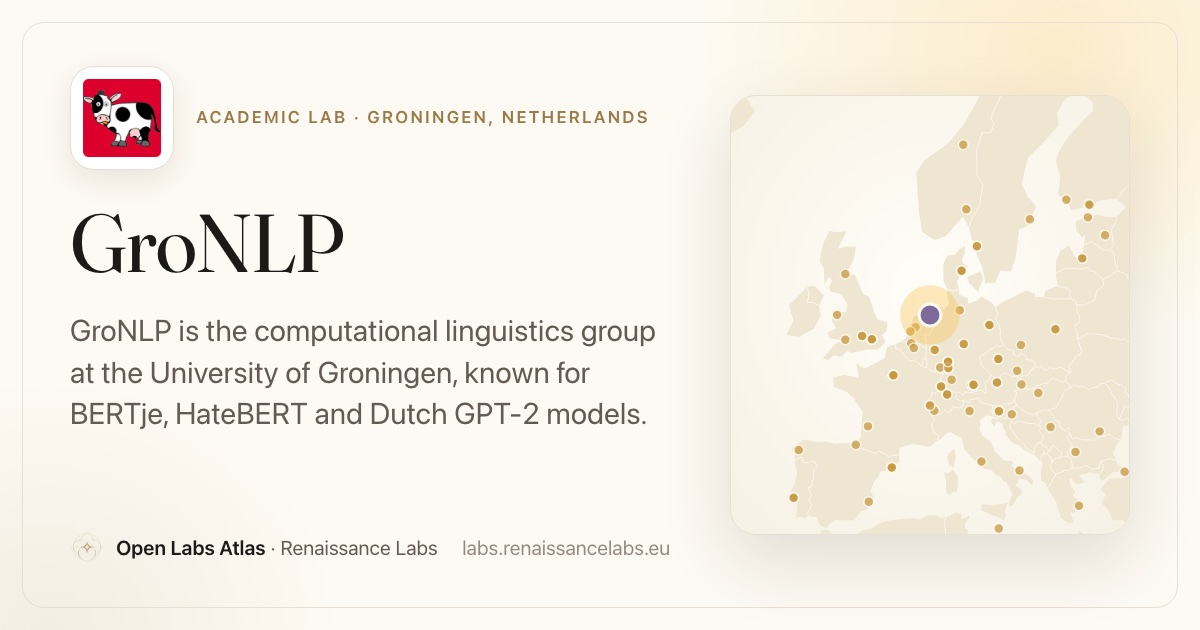 ACADEMIC LAB · GRONINGEN, NETHERLANDS
GroNLP
GroNLP is the computational linguistics group
at the University of Groningen, known for
BERTje, HateBERT and Dutch GPT-2 models.
Open Labs Atlas · Renaissance Labs labs.renaissancelabs.eu